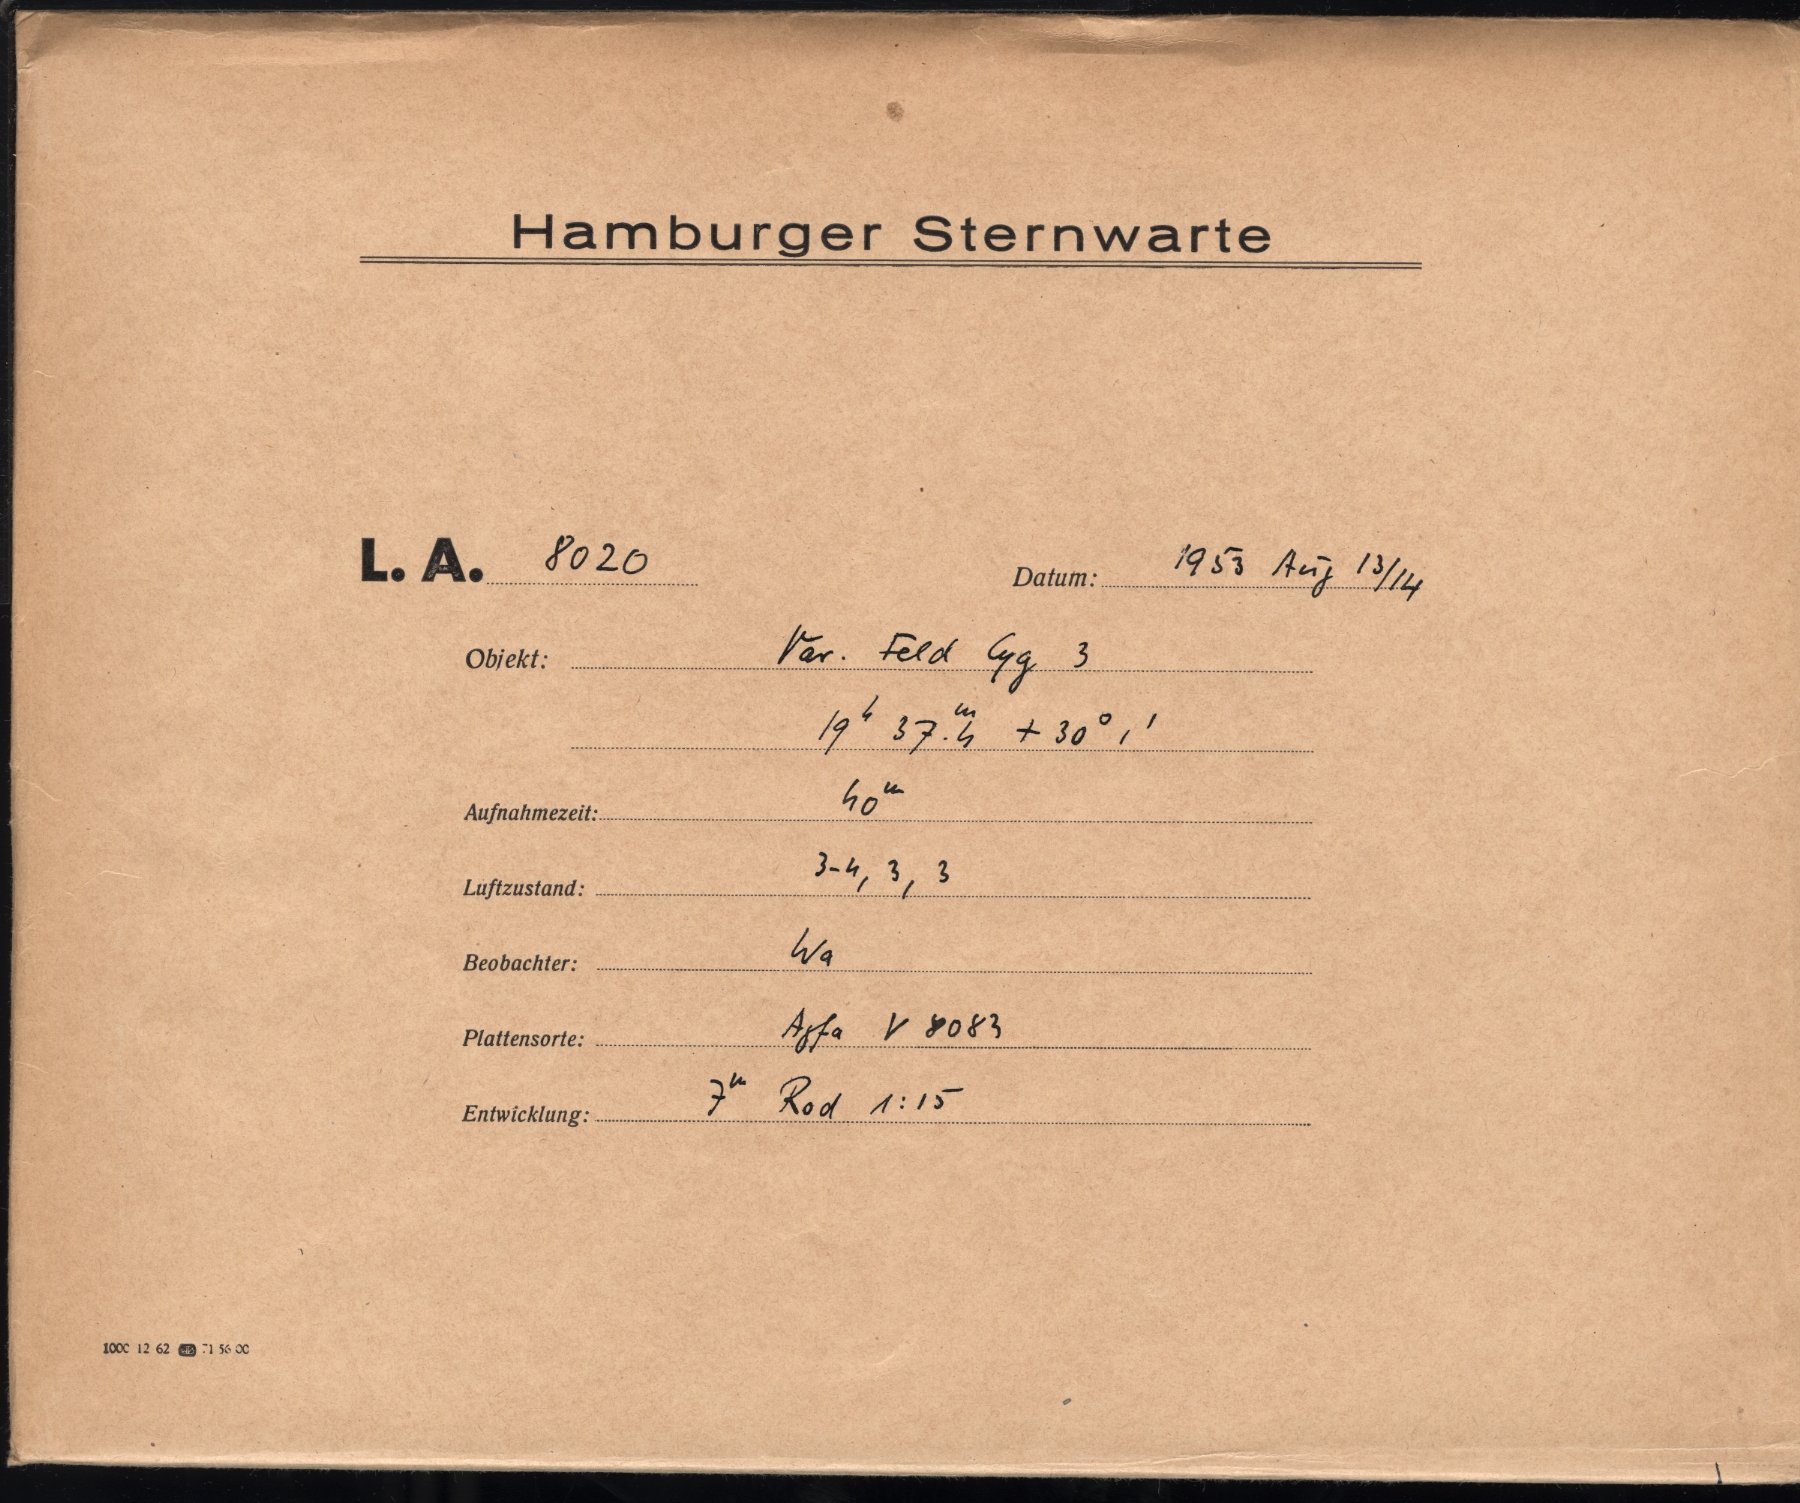 Hamburger Sternwarte
L. A. 8020 Datum: 1953 Aug 13/14
Objekt: Var. Feld Cyg 3
19ʰ 37.ᵐ4 + 30° 1'
Aufnahmezeit: 40ᵐ
Luftzustand: 3-4, 3, 3
Beobachter: Wa
Plattensorte: Agfa V 8083
Entwicklung: 7ᵐ Rod 1:15
1000 12 62 71 56 00